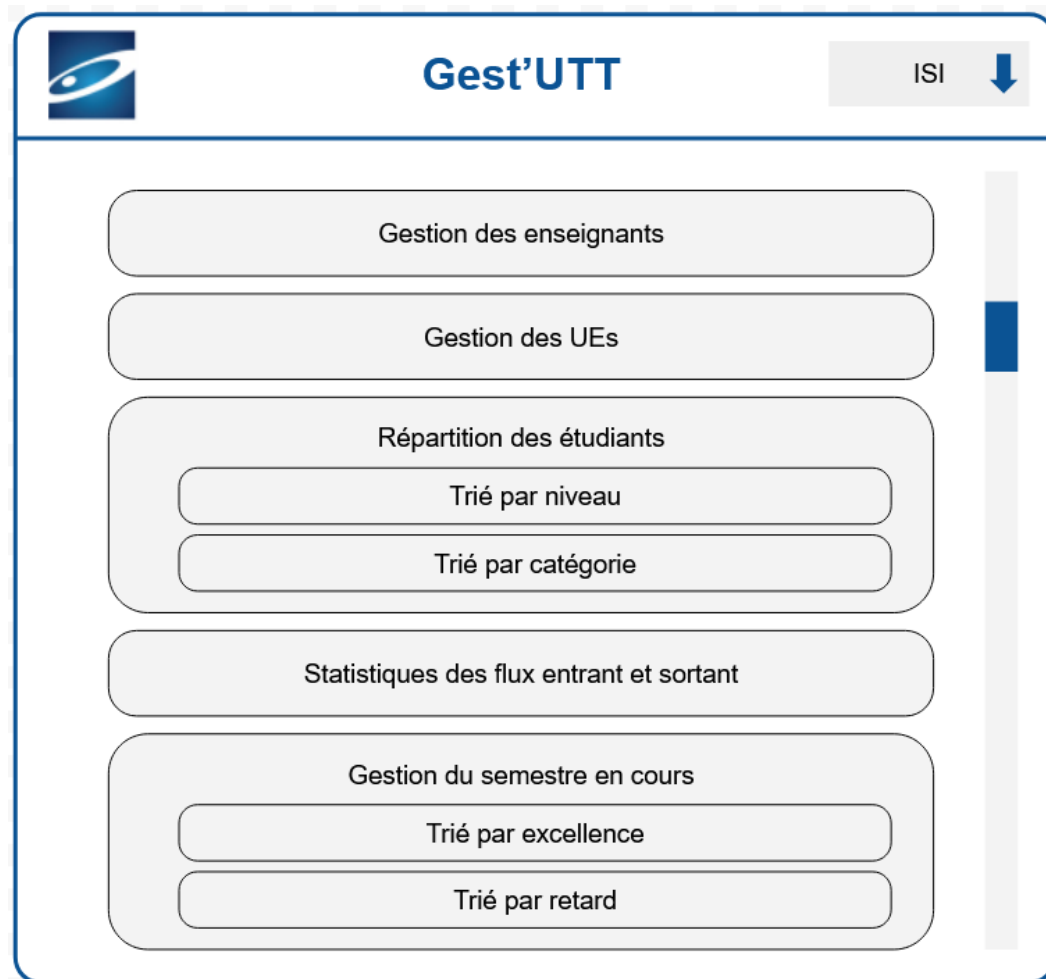 Gest'UTT
ISI
Gestion des enseignants
Gestion des UEs
Répartition des étudiants
Trié par niveau
Trié par catégorie
Statistiques des flux entrant et sortant
Gestion du semestre en cours
Trié par excellence
Trié par retard